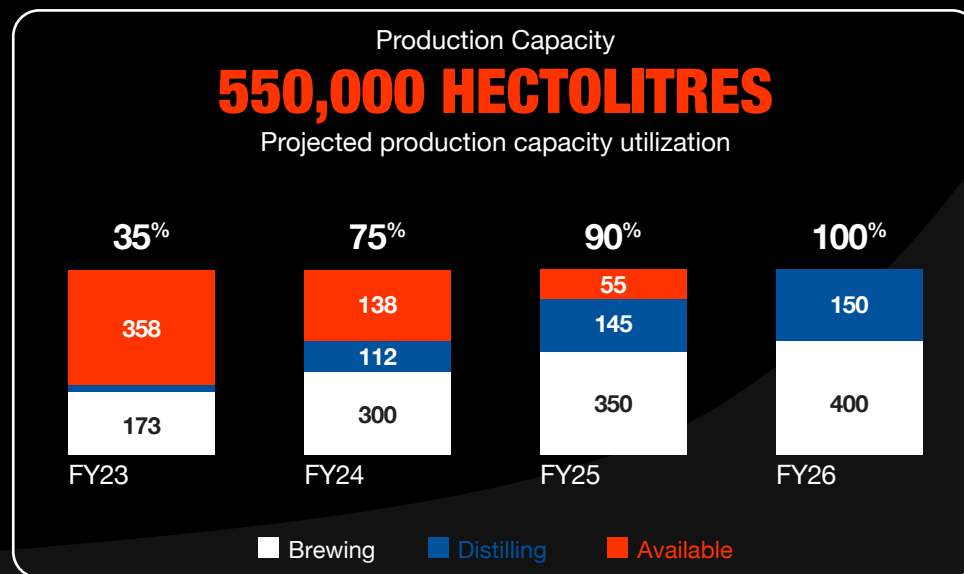 Production Capacity
550,000 HECTOLITRES
Projected production capacity utilization
35% 75% 90% 100%
358 138 55 150
112 145
173 300 350 400
FY23 FY24 FY25 FY26
Brewing Distilling Available